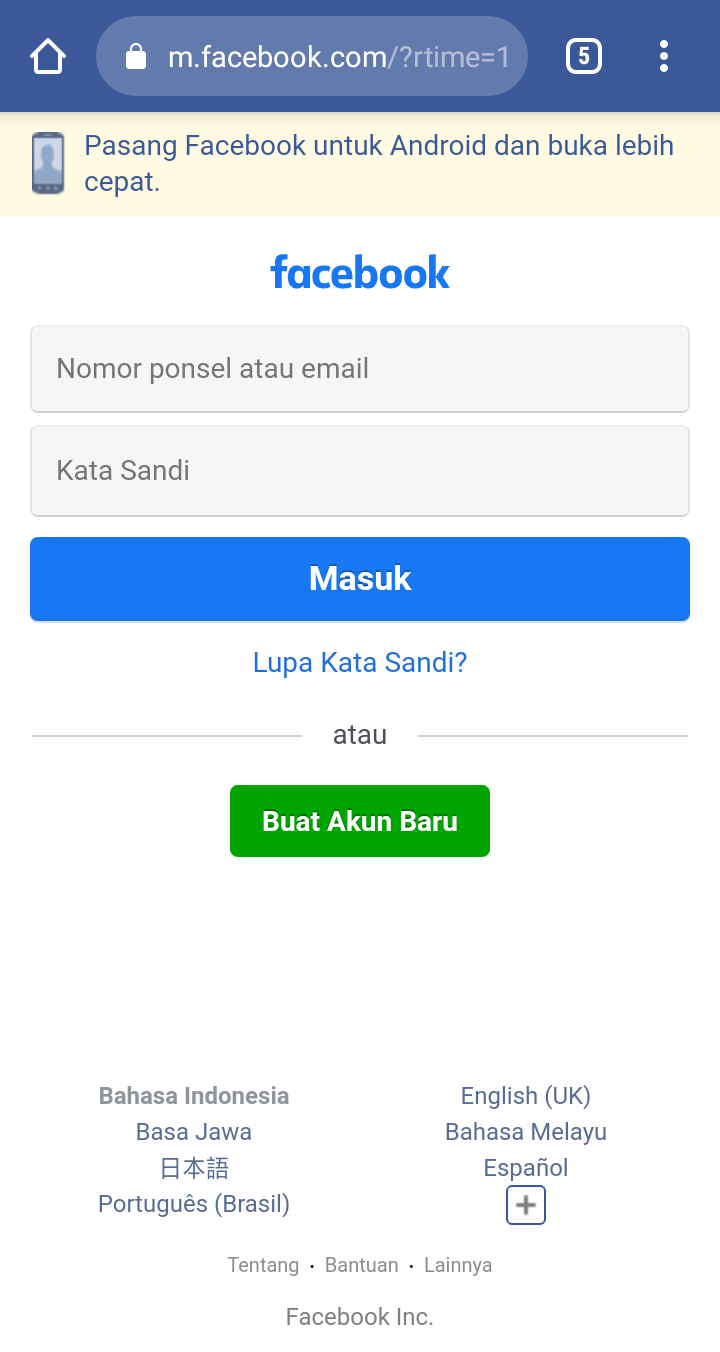 m.facebook.com/?rtime=1
5
Pasang Facebook untuk Android dan buka lebih
cepat.
facebook
Nomor ponsel atau email
Kata Sandi
Masuk
Lupa Kata Sandi?
atau
Buat Akun Baru
Bahasa Indonesia
English (UK)
Basa Jawa
Bahasa Melayu
日本語
Español
Português (Brasil)
Tentang · Bantuan · Lainnya
Facebook Inc.